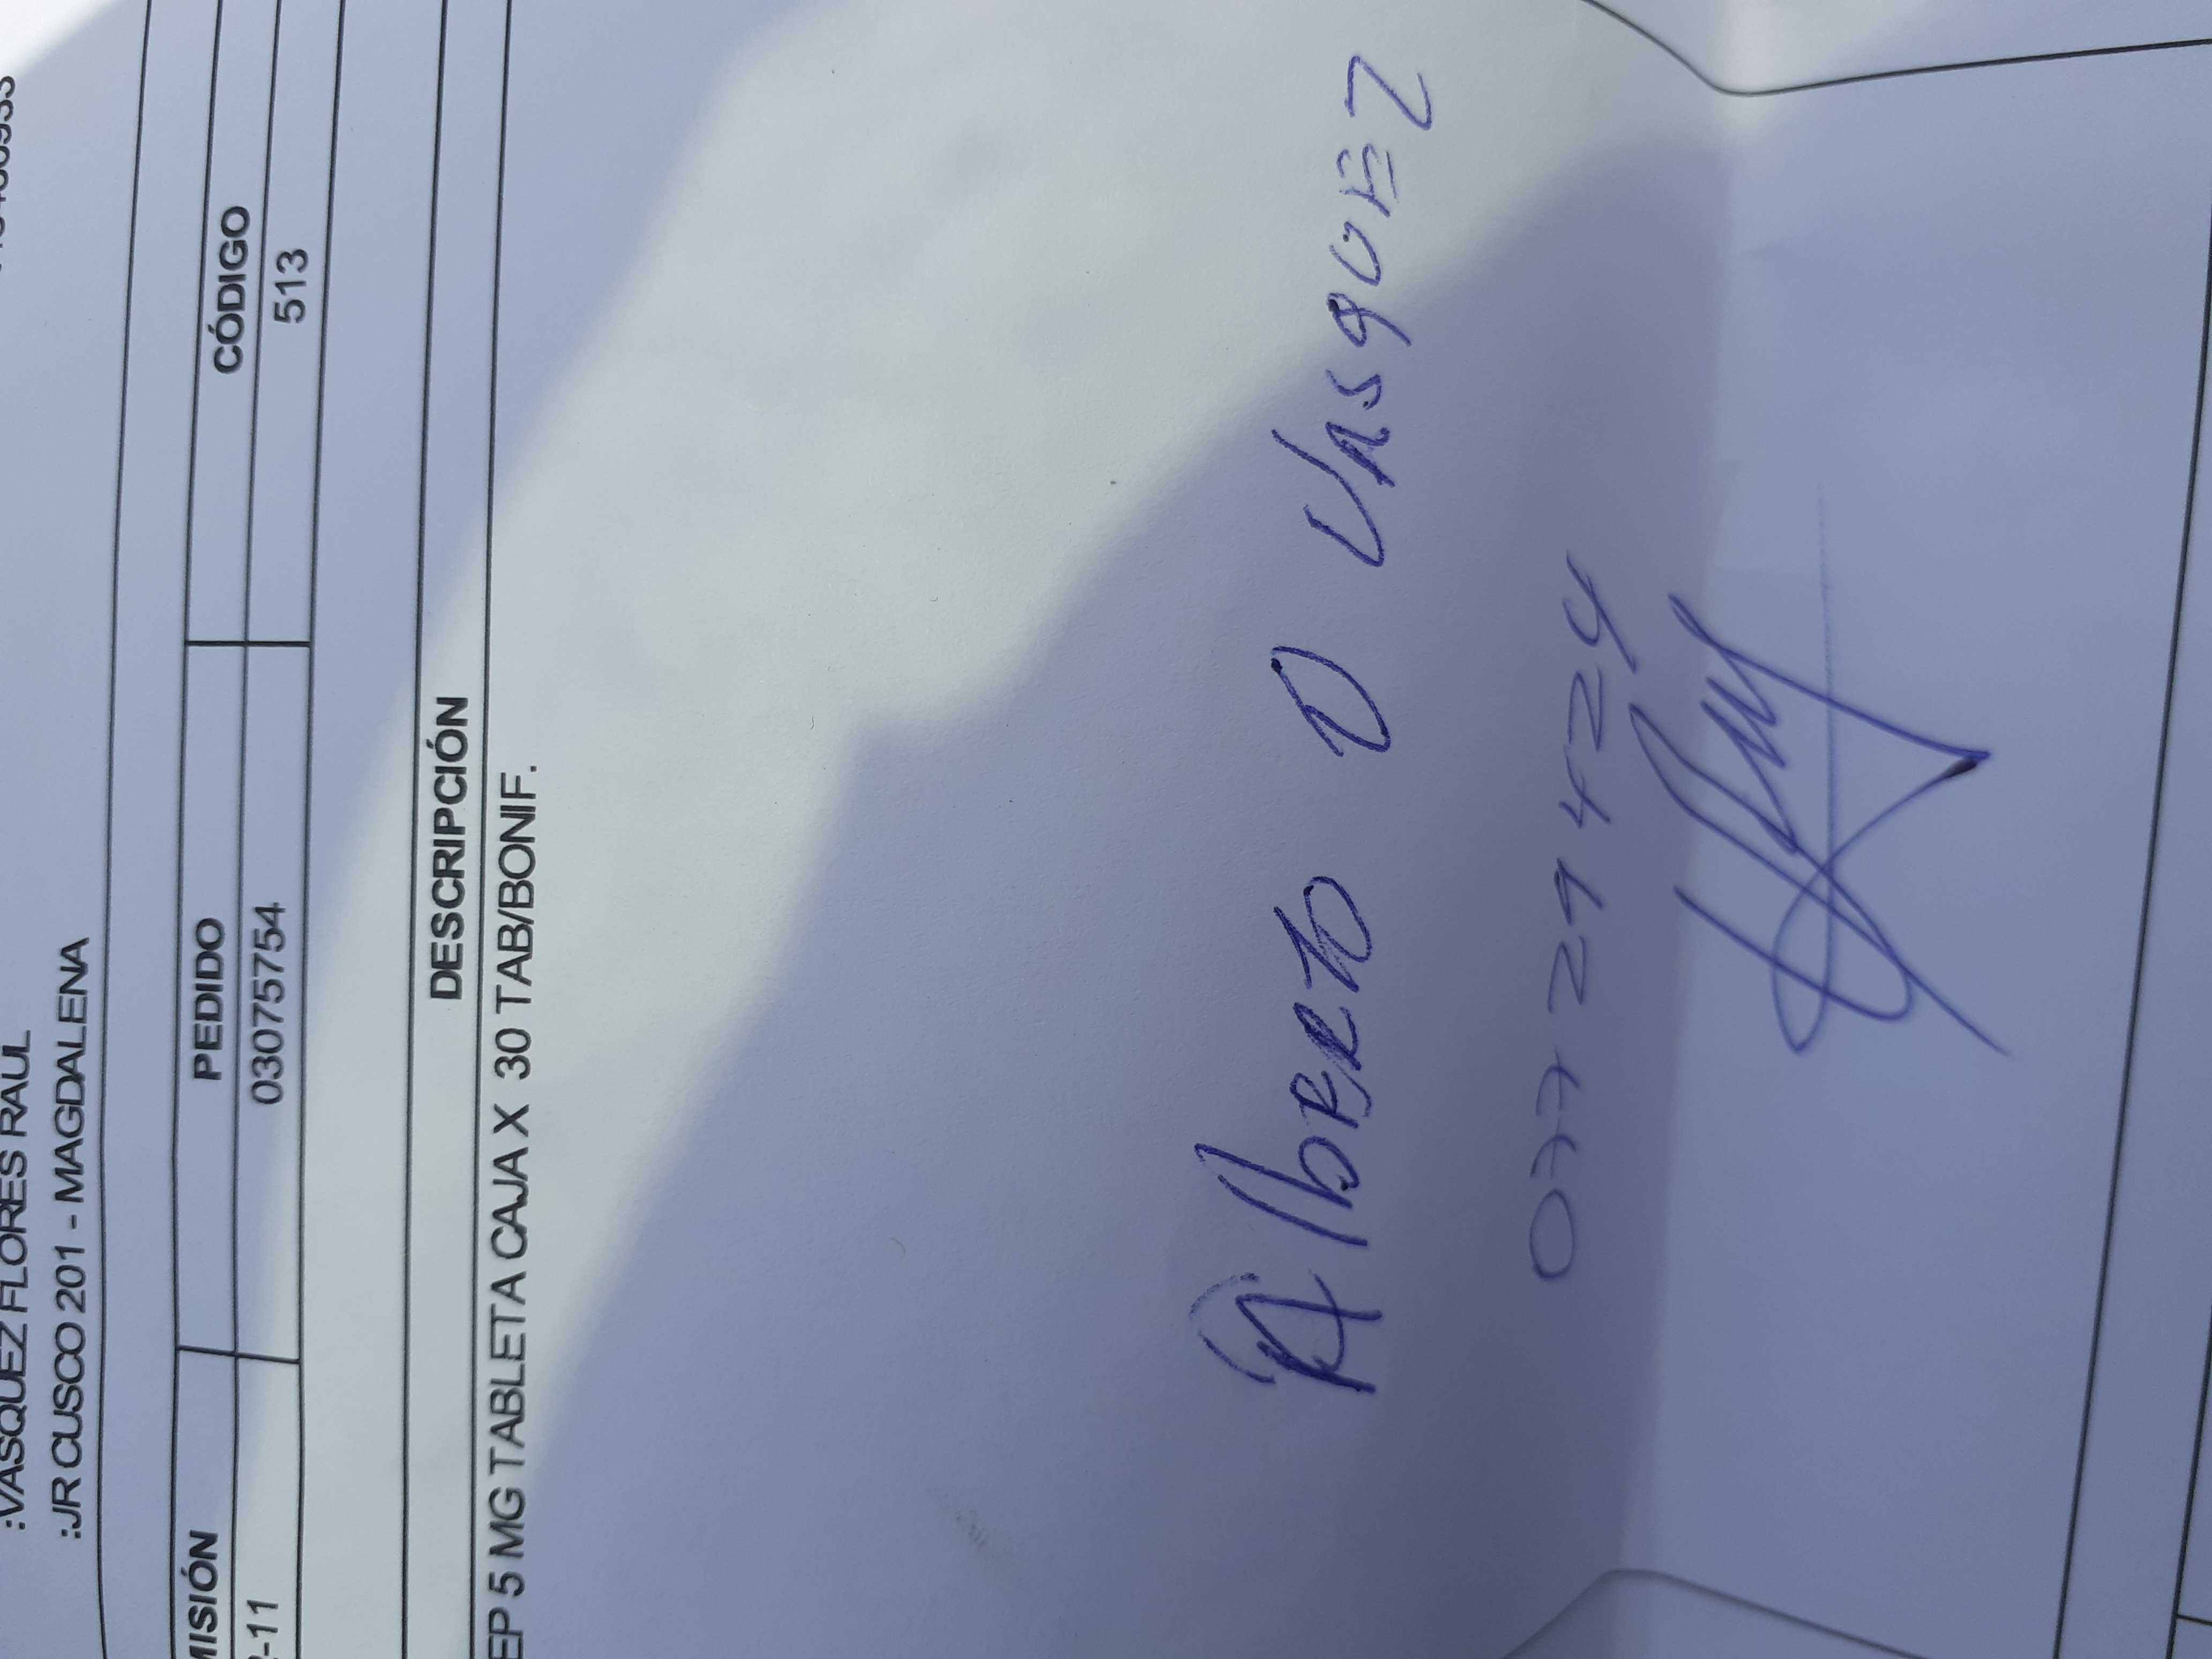 :VASQUEZ FLORES RAUL
:JR CUSCO 201 - MAGDALENA
MISIÓN PEDIDO CÓDIGO
-11 03075754 513
DESCRIPCIÓN
EP 5 MG TABLETA CAJA X 30 TAB/BONIF.
Alberto O Vasquez
07729424